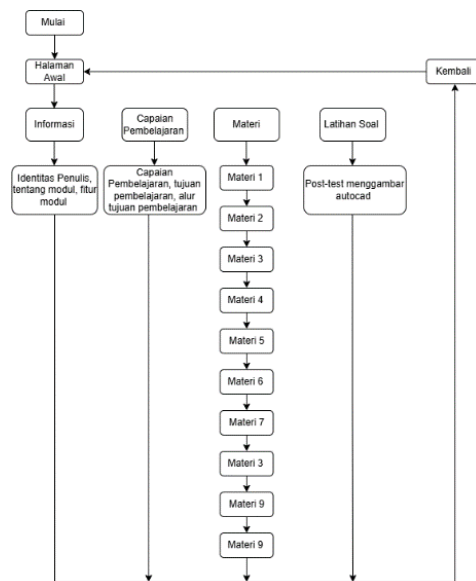 Mulai
Halaman
Awal
Kembali
Informasi
Capaian
Pembelajaran
Materi
Latihan Soal
Identitas Penulis,
tentang modul, fitur
modul
Capaian
Pembelajaran, tujuan
pembelajaran, alur
tujuan pembelajaran
Materi 1
Post-test menggambar
autocad
Materi 2
Materi 3
Materi 4
Materi 5
Materi 6
Materi 7
Materi 3
Materi 9
Materi 9